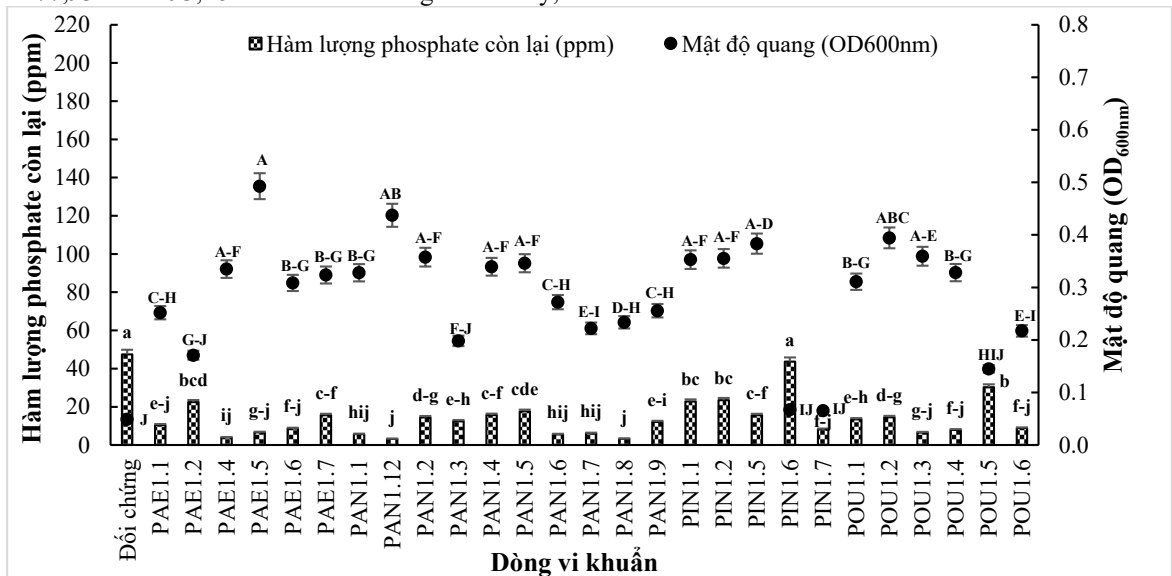 220
200
180
160
140
120
100
80
60
40
20
0
Hàm lượng phosphate còn lại (ppm)
0.8
0.7
0.6
0.5
0.4
0.3
0.2
0.1
0.0
Mật độ quang (OD600nm)
Hàm lượng phosphate còn lại (ppm)
Mật độ quang (OD600nm)
J
C-H
G-J
A-F
A
B-G
B-G
B-G
AB
A-F
F-J
A-F
A-F
C-H
E-I
D-H
C-H
A-F
A-F
A-D
IJ
IJ
B-G
ABC
A-E
B-G
HIJ
E-I
a
e-j
bcd
ij
g-j
f-j
c-f
hij
j
d-g
e-h
c-f
cde
hij
hij
j
e-i
bc
bc
c-f
a
f-j
e-h
d-g
g-j
f-j
b
f-j
Đối chứng
PAE1.1
PAE1.2
PAE1.4
PAE1.5
PAE1.6
PAE1.7
PAN1.1
PAN1.12
PAN1.2
PAN1.3
PAN1.4
PAN1.5
PAN1.6
PAN1.7
PAN1.8
PAN1.9
PIN1.1
PIN1.2
PIN1.5
PIN1.6
PIN1.7
POU1.1
POU1.2
POU1.3
POU1.4
POU1.5
POU1.6
Dòng vi khuẩn